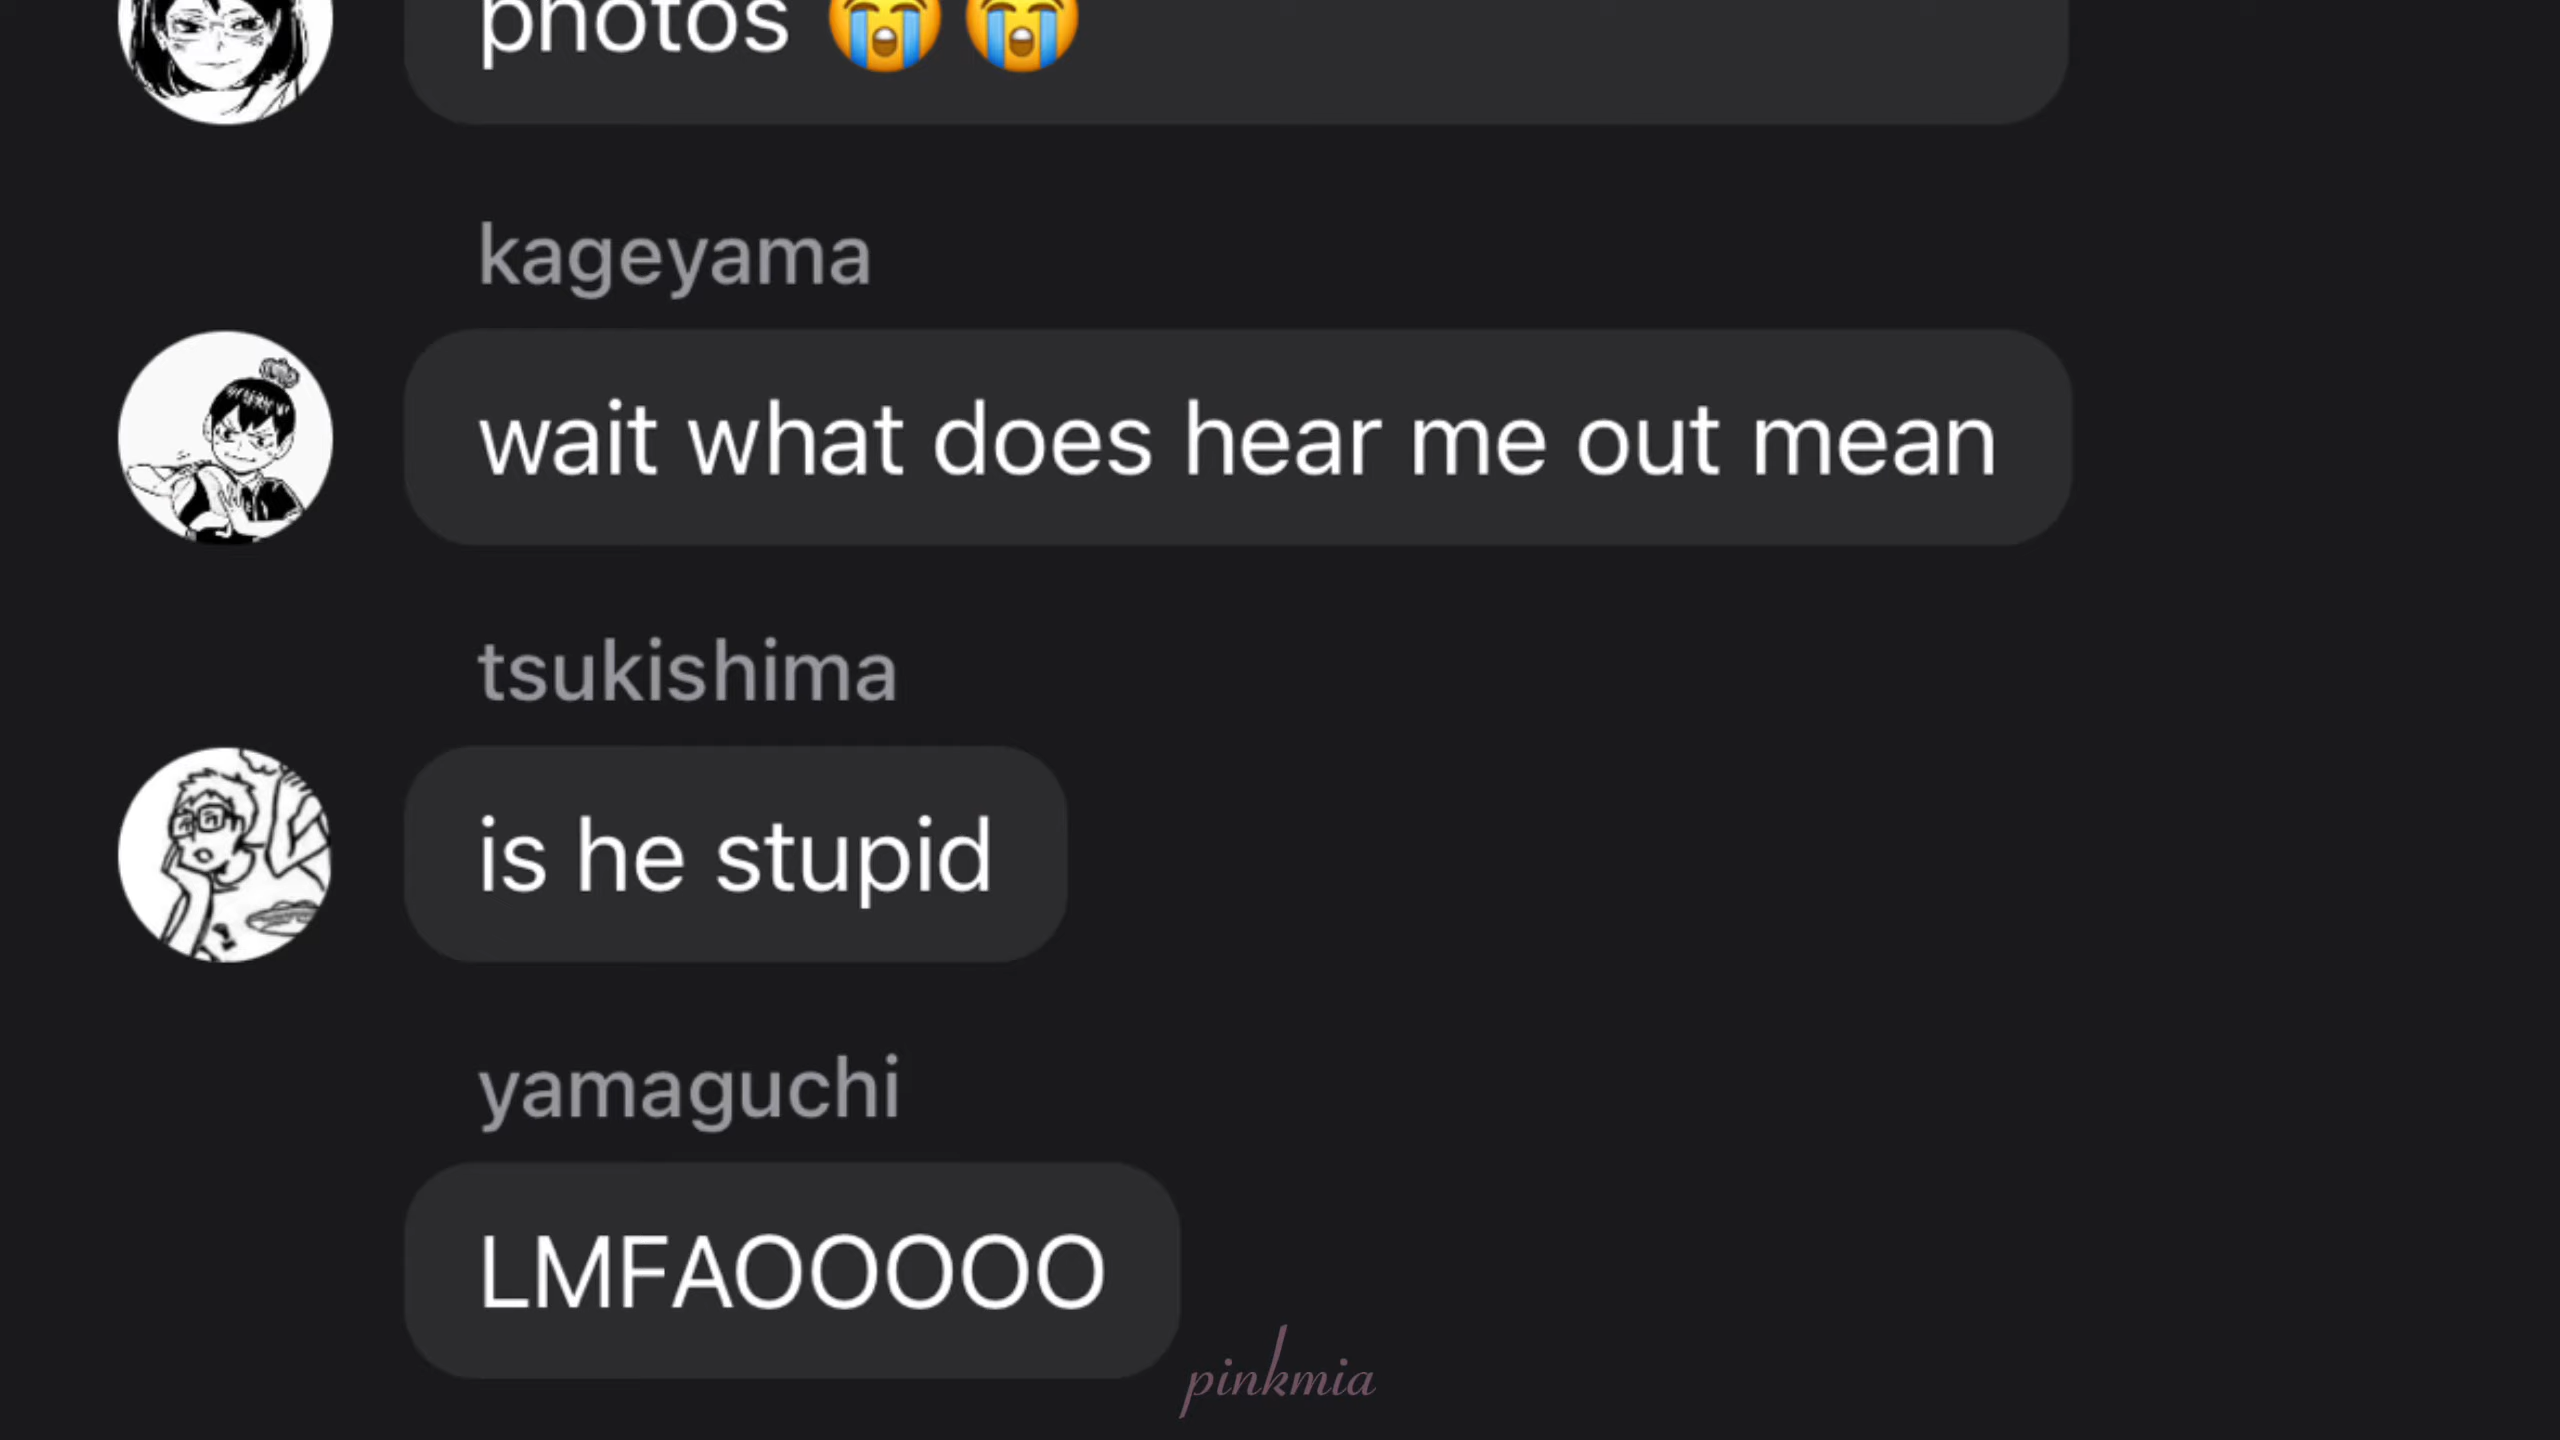 photos 😭😭
kageyama
wait what does hear me out mean
tsukishima
is he stupid
yamaguchi
LMFAOOOOO
pinkmia